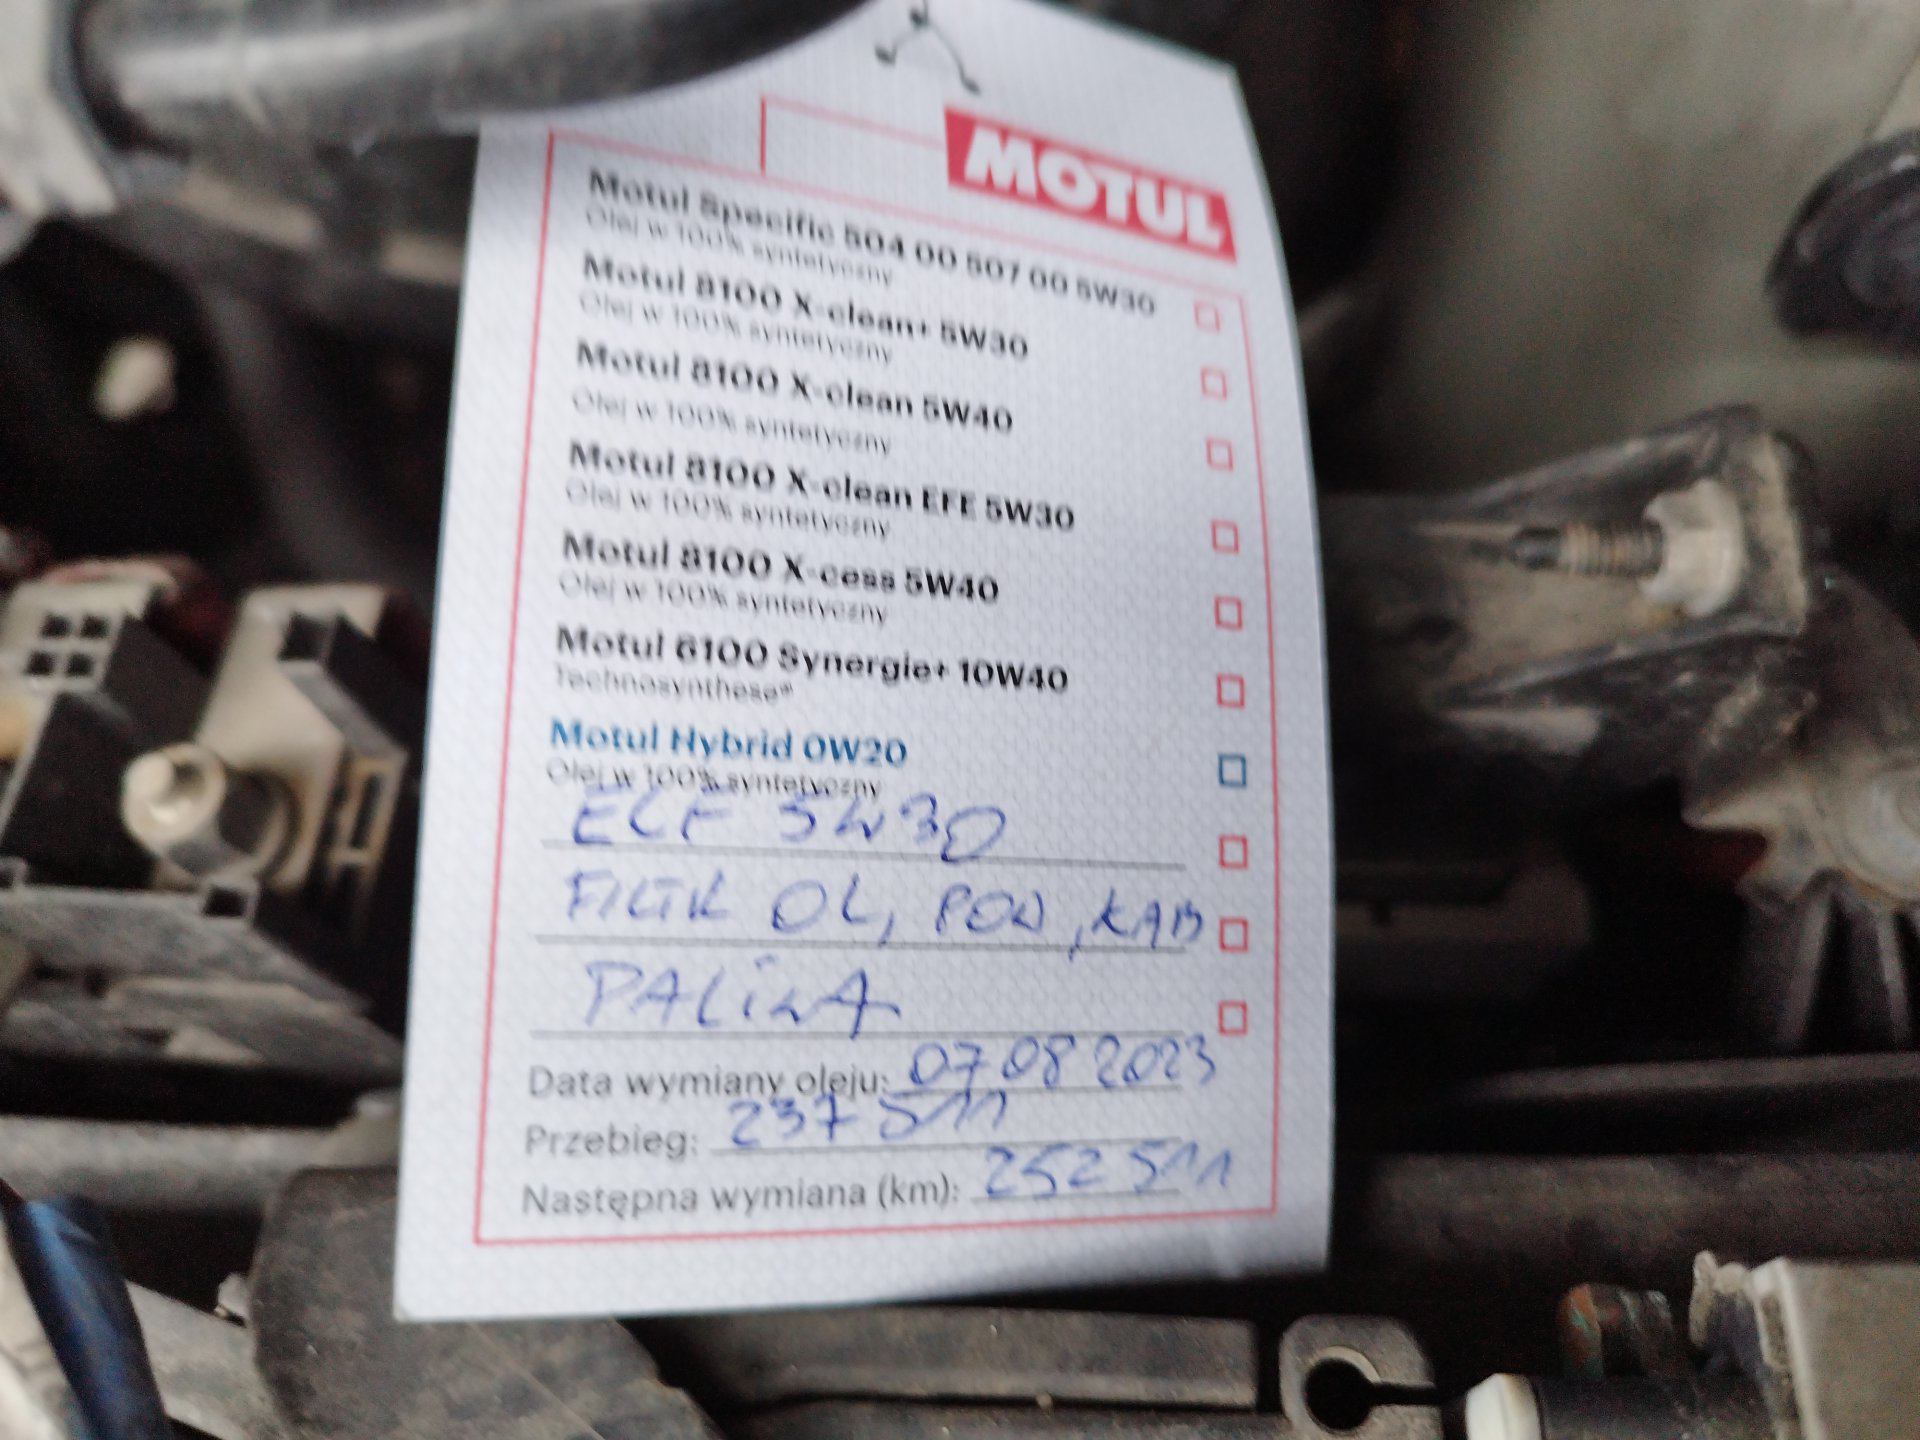 MOTUL
Motul Specific 504 00 507 00 5W30
Olej w 100% syntetyczny
Motul 8100 X-clean+ 5W30
Olej w 100% syntetyczny
Motul 8100 X-clean 5W40
Olej w 100% syntetyczny
Motul 8100 X-clean EFE 5W30
Olej w 100% syntetyczny
Motul 8100 X-cess 5W40
Olej w 100% syntetyczny
Motul 6100 Synergie+ 10W40
Technosynthese®
Motul Hybrid 0W20
Olej w 100% syntetyczny
ELF 5W30
FILTR OL, POW, KAB
PALIWA
Data wymiany oleju: 07 08 2023
Przebieg: 237 511
Następna wymiana (km): 252 511